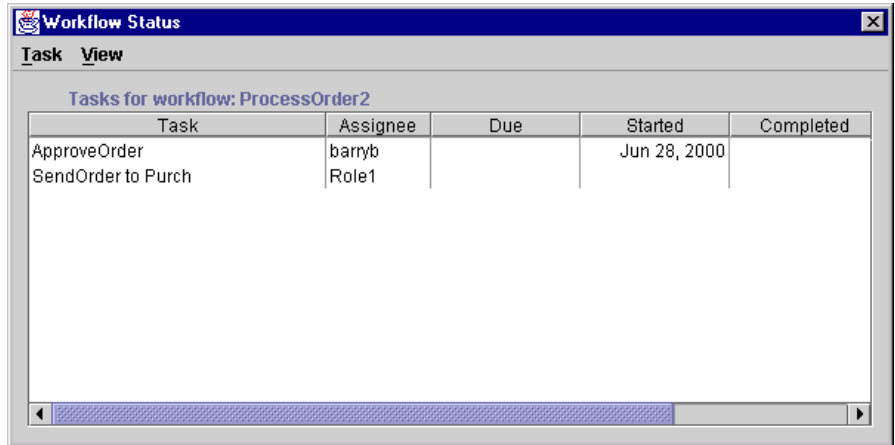 Workflow Status
Task View
Tasks for workflow: ProcessOrder2
Task Assignee Due Started Completed
ApproveOrder barryb Jun 28, 2000
SendOrder to Purch Role1